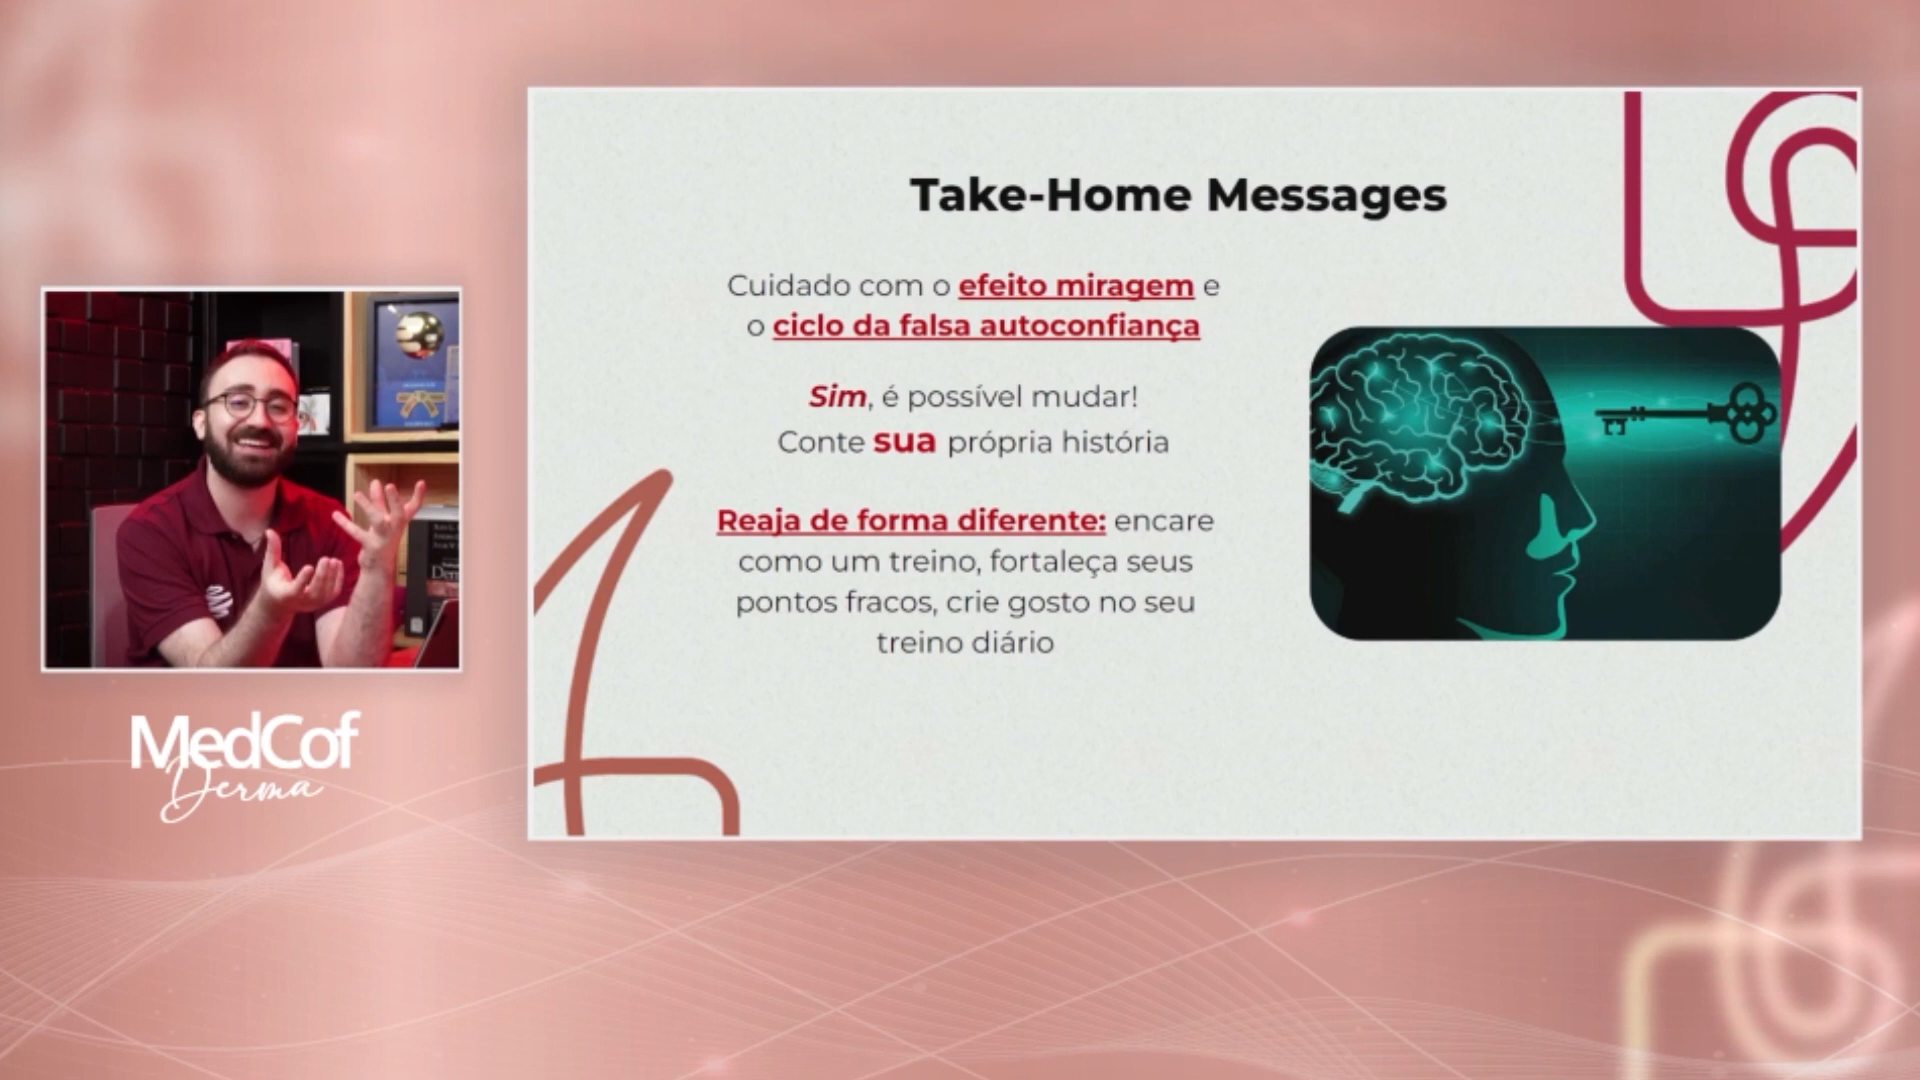 Take-Home Messages
Cuidado com o efeito miragem e
o ciclo da falsa autoconfiança
Sim, é possível mudar!
Conte sua própria história
Reaja de forma diferente: encare
como um treino, fortaleça seus
pontos fracos, crie gosto no seu
treino diário
MedCof
Derma